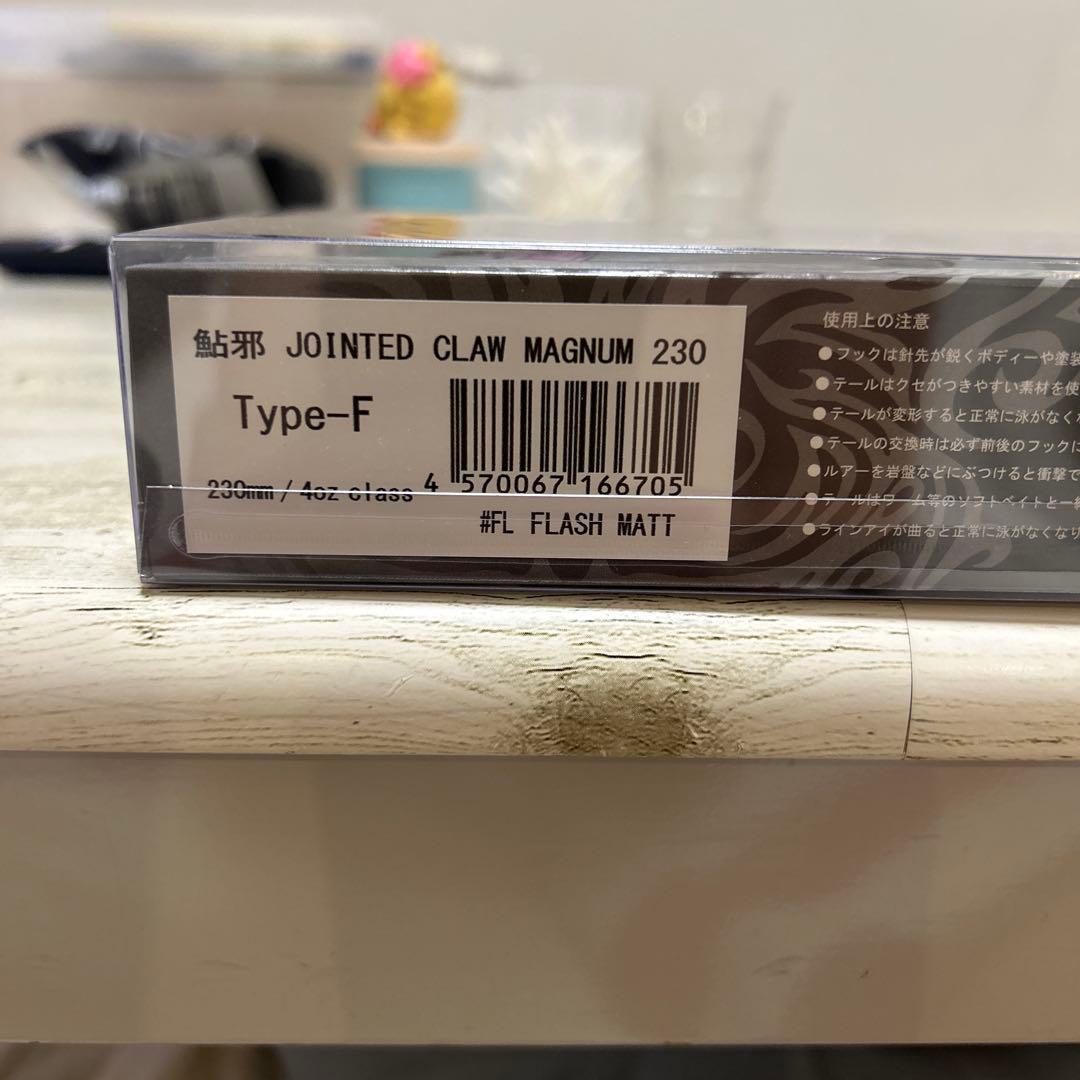 鮎邪 JOINTED CLAW MAGNUM 230
Type-F
230mm / 4oz class
4 570067 166705
#FL FLASH MATT
使用上の注意
●フックは針先が鋭くボディーや塗装
●テールはクセがつきやすい素材を使
●テールが変形すると正常に泳がなく
●テールの交換時は必ず前後のフックに
●ルアーを岩盤などにぶつけると衝撃で
●テールはワーム等のソフトベイトと一緒
●ラインアイが曲ると正常に泳がなくなり